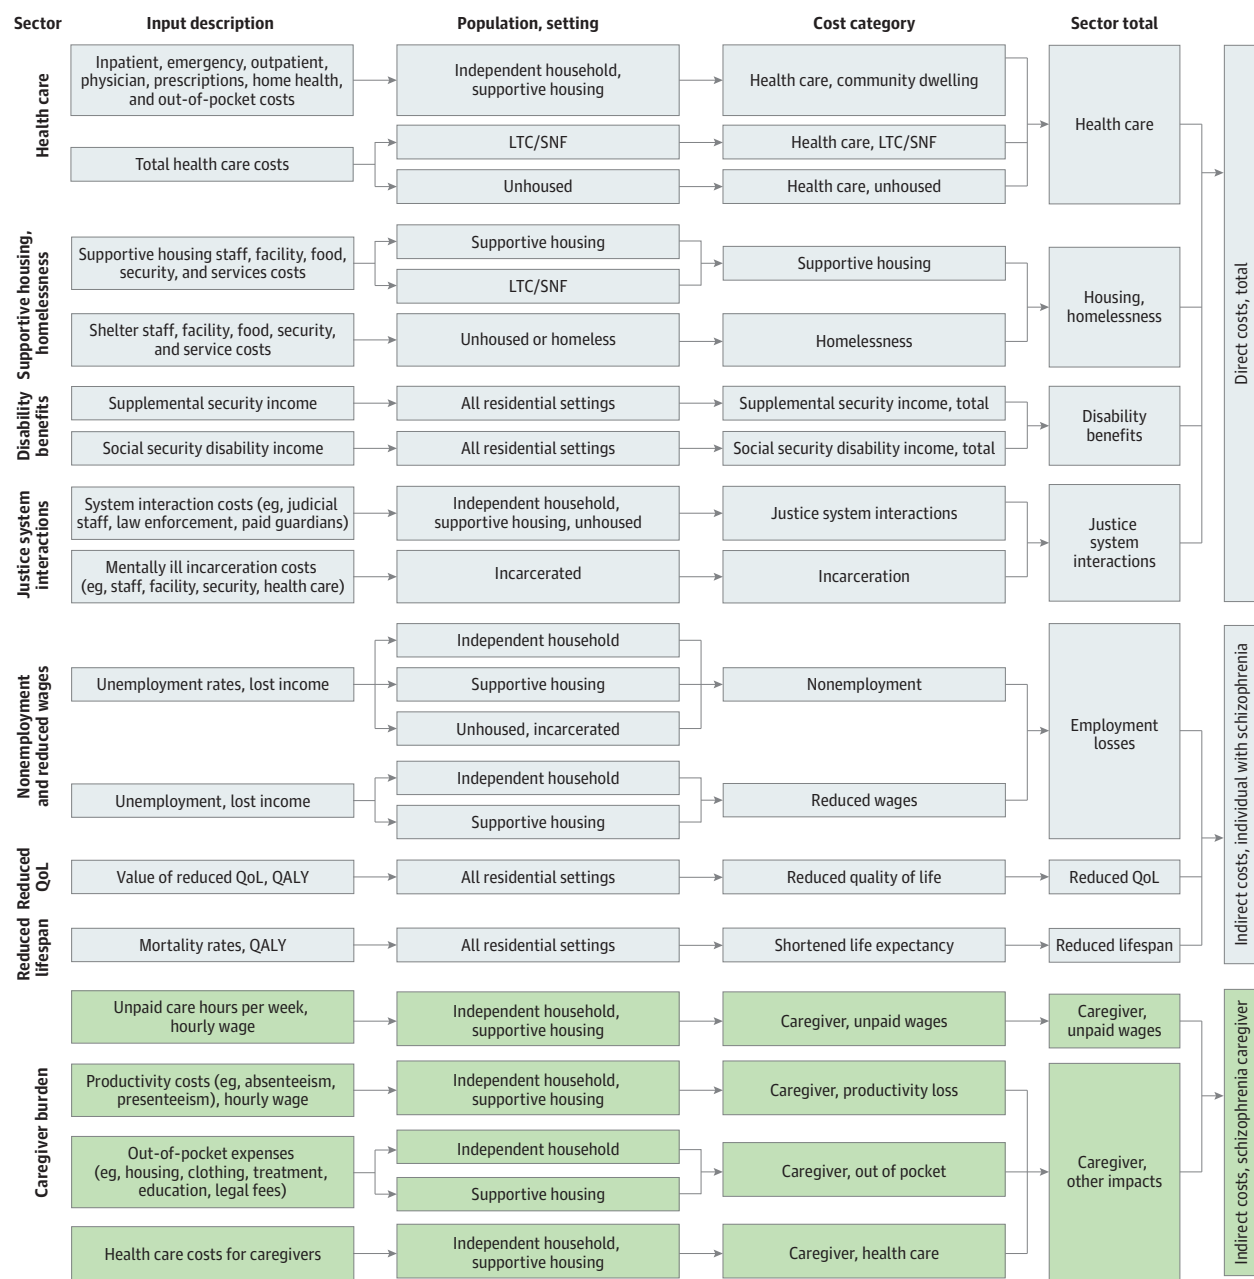 Sector
Input description
Population, setting
Cost category
Sector total
Health care
Inpatient, emergency, outpatient,
physician, prescriptions, home health,
and out-of-pocket costs
Independent household,
supportive housing
Health care, community dwelling
Total health care costs
LTC/SNF
Health care, LTC/SNF
Unhoused
Health care, unhoused
Health care
Supportive housing,
homelessness
Supportive housing staff, facility, food,
security, and services costs
Supportive housing
LTC/SNF
Supportive housing
Shelter staff, facility, food, security,
and service costs
Unhoused or homeless
Homelessness
Housing,
homelessness
Disability
benefits
Supplemental security income
All residential settings
Supplemental security income, total
Social security disability income
All residential settings
Social security disability income, total
Disability
benefits
Justice system
interactions
System interaction costs (eg, judicial
staff, law enforcement, paid guardians)
Independent household,
supportive housing, unhoused
Justice system interactions
Mentally ill incarceration costs
(eg, staff, facility, security, health care)
Incarcerated
Incarceration
Justice
system
interactions
Direct costs, total
Nonemployment
and reduced wages
Unemployment rates, lost income
Independent household
Supportive housing
Unhoused, incarcerated
Nonemployment
Unemployment, lost income
Independent household
Supportive housing
Reduced wages
Employment
losses
Reduced
QoL
Value of reduced QoL, QALY
All residential settings
Reduced quality of life
Reduced QoL
Reduced
lifespan
Mortality rates, QALY
All residential settings
Shortened life expectancy
Reduced lifespan
Indirect costs, individual with schizophrenia
Caregiver burden
Unpaid care hours per week,
hourly wage
Independent household,
supportive housing
Caregiver, unpaid wages
Caregiver,
unpaid wages
Productivity costs (eg, absenteeism,
presenteeism), hourly wage
Independent household,
supportive housing
Caregiver, productivity loss
Out-of-pocket expenses
(eg, housing, clothing, treatment,
education, legal fees)
Independent household
Supportive housing
Caregiver, out of pocket
Health care costs for caregivers
Independent household,
supportive housing
Caregiver, health care
Caregiver,
other impacts
Indirect costs, schizophrenia caregiver